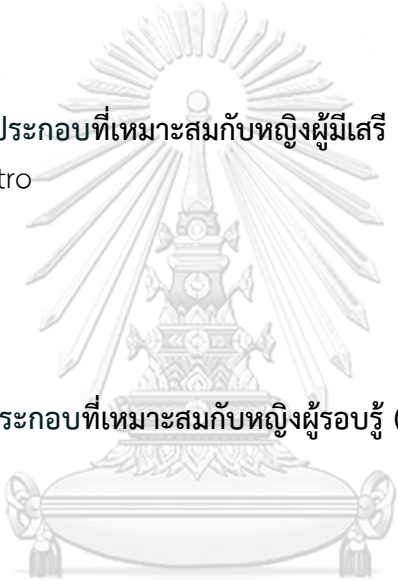 ประกอบที่เหมาะสมกับหญิงผู้มีเสรี
tro
ระกอบที่เหมาะสมกับหญิงผู้รอบรู้ (